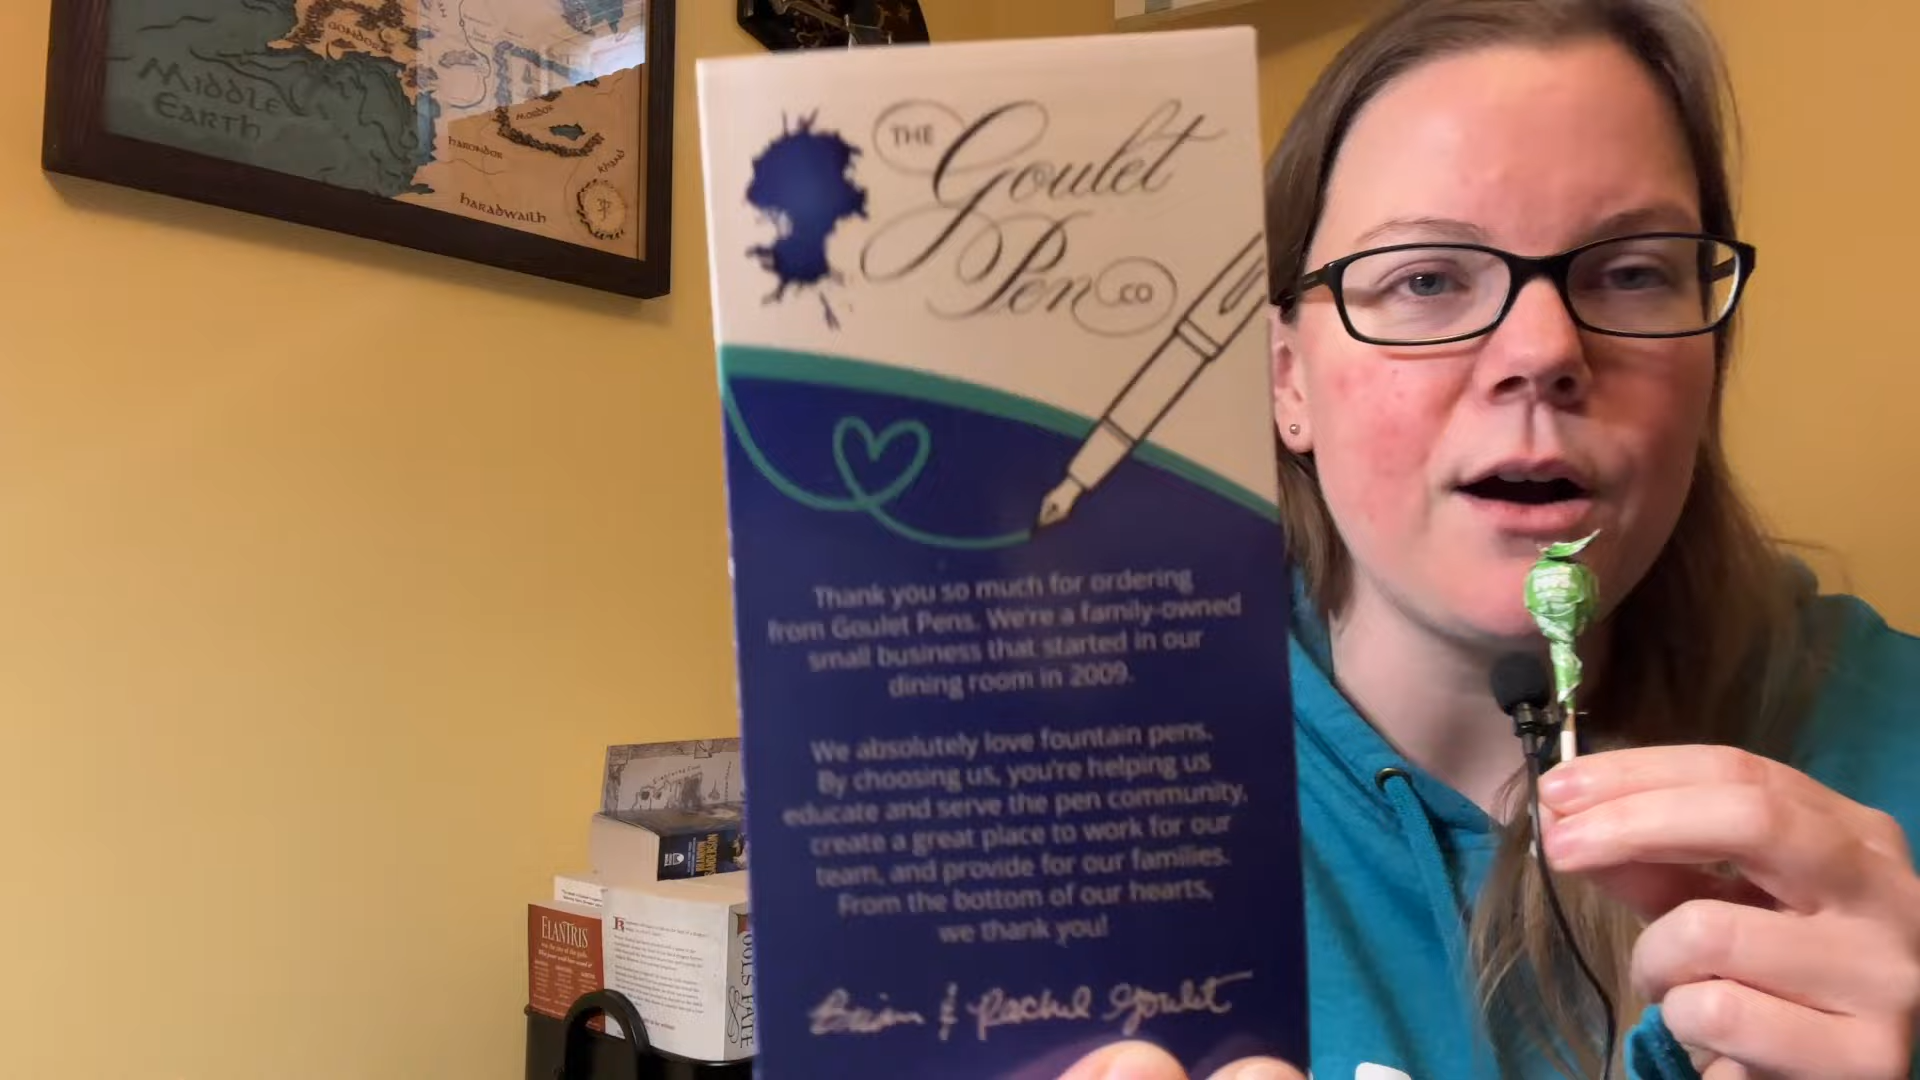 GONDOR
MIDDLE
EARTH
MORDOR
HARONDOR
KHAND
HARADWAITH
THE
Goulet
Pen CO
Thank you so much for ordering
from Goulet Pens. We're a family-owned
small business that started in our
dining room in 2009.
We absolutely love fountain pens.
By choosing us, you're helping us
educate and serve the pen community,
create a great place to work for our
team, and provide for our families.
From the bottom of our hearts,
we thank you!
Brian & Rachel Goulet
ELANTRIS